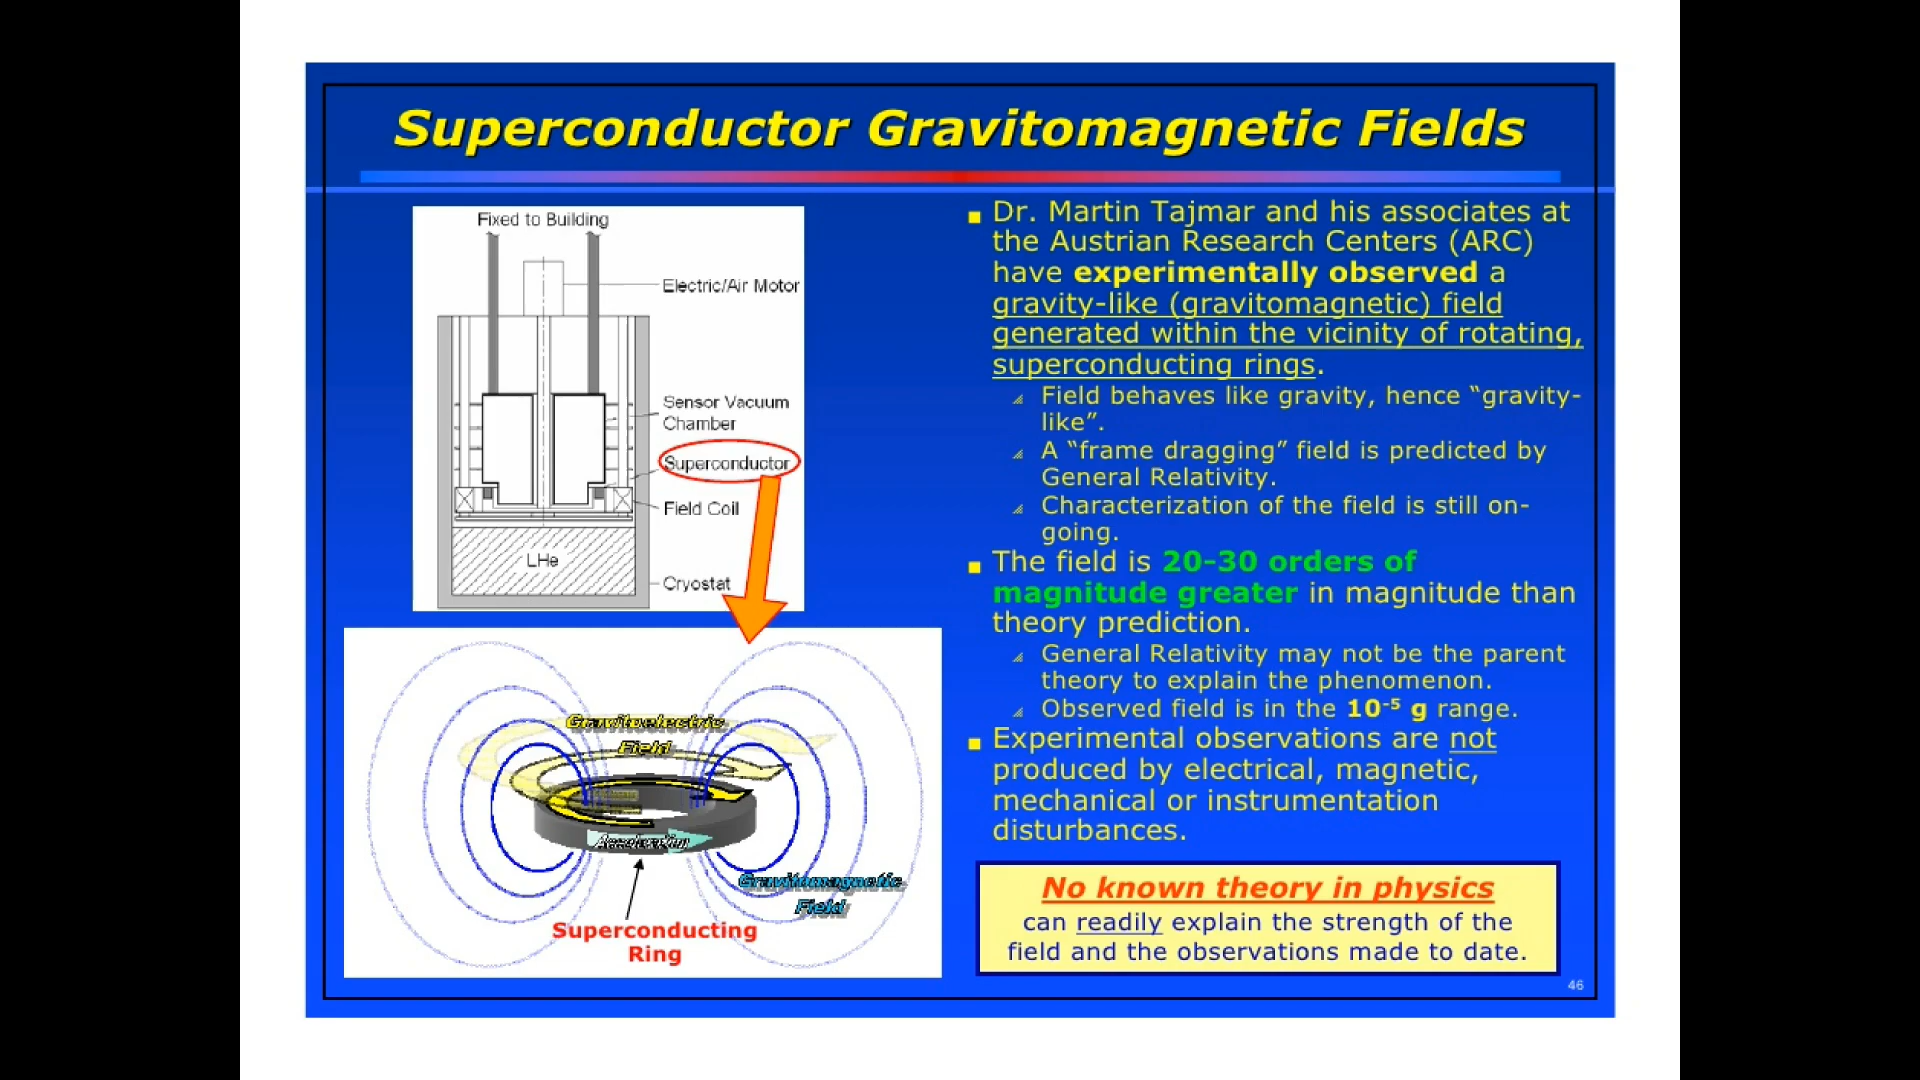 Superconductor Gravitomagnetic Fields
Fixed to Building
Electric/Air Motor
Sensor Vacuum
Chamber
Superconductor
Field Coil
LHe
Cryostat
Gravitoelectric
Field
Acceleration
Gravitomagnetic
Field
Superconducting
Ring
Dr. Martin Tajmar and his associates at
the Austrian Research Centers (ARC)
have experimentally observed a
gravity-like (gravitomagnetic) field
generated within the vicinity of rotating,
superconducting rings.
Field behaves like gravity, hence “gravity-
like”.
A “frame dragging” field is predicted by
General Relativity.
Characterization of the field is still on-
going.
The field is 20-30 orders of
magnitude greater in magnitude than
theory prediction.
General Relativity may not be the parent
theory to explain the phenomenon.
Observed field is in the 10⁻⁵ g range.
Experimental observations are not
produced by electrical, magnetic,
mechanical or instrumentation
disturbances.
No known theory in physics
can readily explain the strength of the
field and the observations made to date.
46